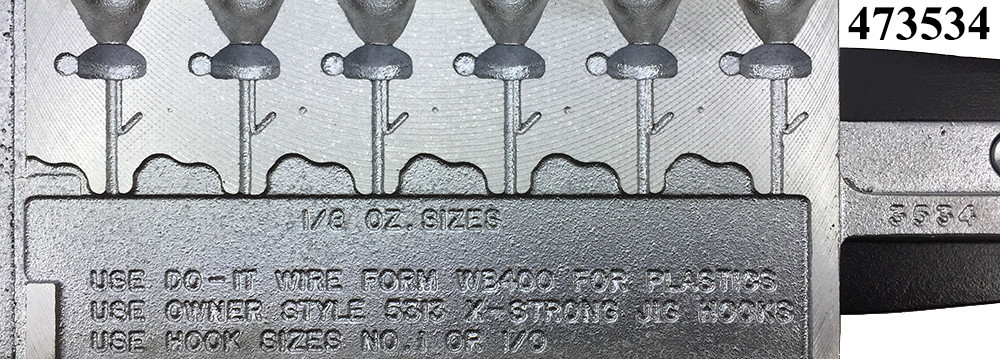 473534
3534
1/8 OZ. SIZES
USE DO-IT WIRE FORM WB400 FOR PLASTICS
USE OWNER STYLE 5313 X-STRONG JIG HOOKS
USE HOOK SIZES NO.1 OR 1/0